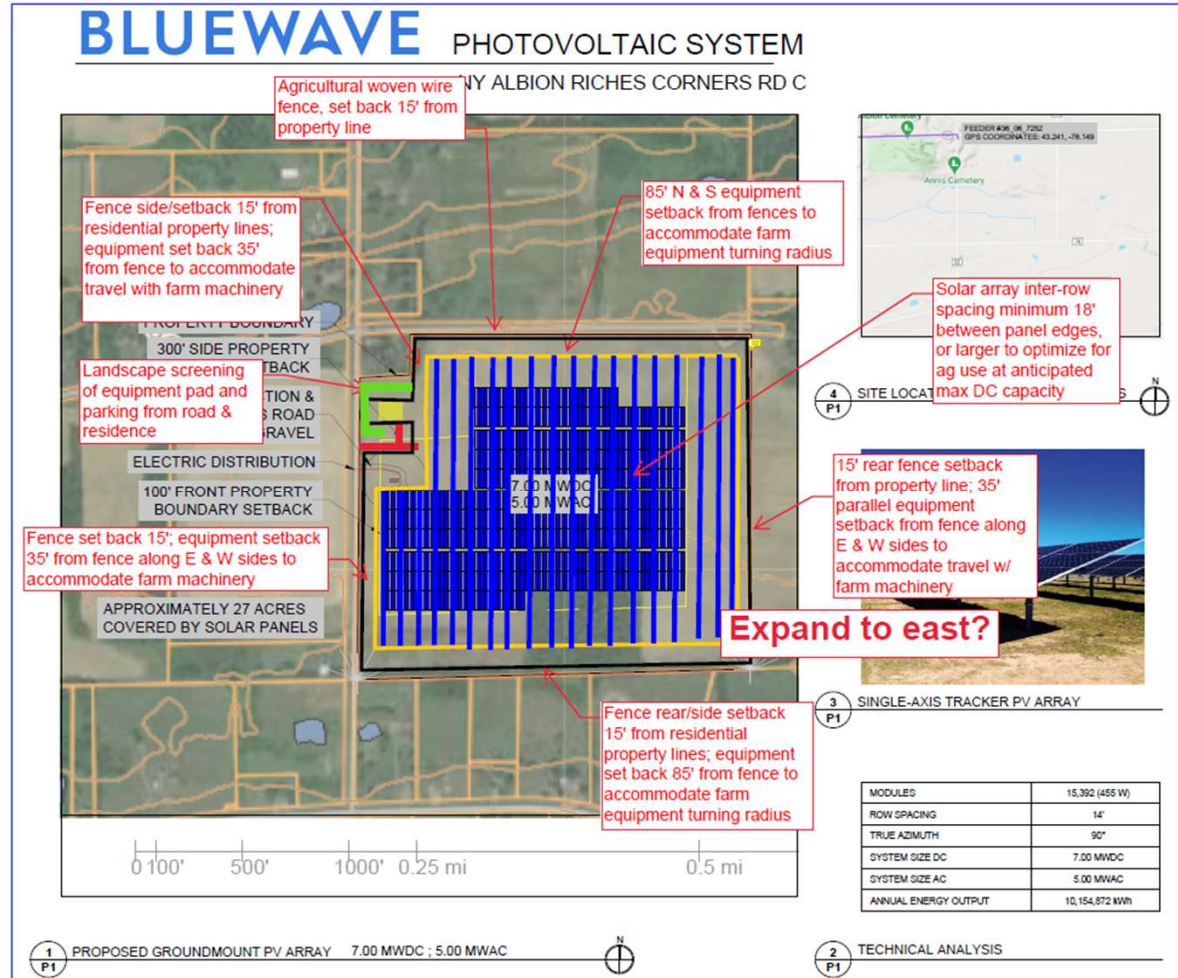 BLUEWAVE PHOTOVOLTAIC SYSTEM
NY ALBION RICHES CORNERS RD C
Agricultural woven wire
fence, set back 15' from
property line
Fence side/setback 15' from
residential property lines;
equipment set back 35'
from fence to accommodate
travel with farm machinery
85' N & S equipment
setback from fences to
accommodate farm
equipment turning radius
FEEDER #36_06_7252
GPS COORDINATES: 43.241, -78.149
Annis Cemetery
Solar array inter-row
spacing minimum 18'
between panel edges,
or larger to optimize for
ag use at anticipated
max DC capacity
PROPERTY BOUNDARY
300' SIDE PROPERTY
Landscape screening
of equipment pad and
parking from road &
residence
ROAD
GRAVEL
ELECTRIC DISTRIBUTION
100' FRONT PROPERTY
BOUNDARY SETBACK
7.00 MWDC
5.00 MWAC
4
P1
SITE
N
15' rear fence setback
from property line; 35'
parallel equipment
setback from fence along
E & W sides to
accommodate travel w/
farm machinery
Fence set back 15'; equipment setback
35' from fence along E & W sides to
accommodate farm machinery
APPROXIMATELY 27 ACRES
COVERED BY SOLAR PANELS
Expand to east?
3
P1
SINGLE-AXIS TRACKER PV ARRAY
Fence rear/side setback
15' from residential
property lines; equipment
set back 85' from fence to
accommodate farm
equipment turning radius
0 100' 500' 1000' 0.25 mi 0.5 mi
MODULES 15,392 (455 W)
ROW SPACING 14'
TRUE AZIMUTH 90°
SYSTEM SIZE DC 7.00 MWDC
SYSTEM SIZE AC 5.00 MWAC
ANNUAL ENERGY OUTPUT 10,154,872 kWh
1
P1
PROPOSED GROUNDMOUNT PV ARRAY 7.00 MWDC ; 5.00 MWAC
N
2
P1
TECHNICAL ANALYSIS